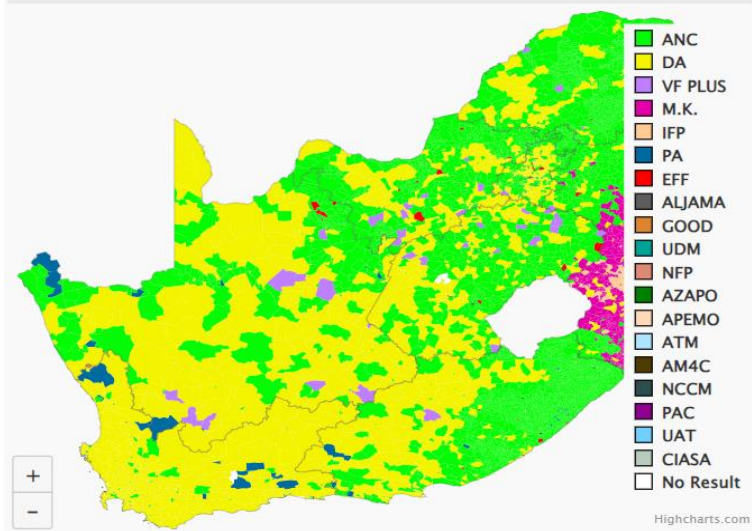 ANC
DA
VF PLUS
M.K.
IFP
PA
EFF
ALJAMA
GOOD
UDM
NFP
AZAPO
APEMO
ATM
AM4C
NCCM
PAC
UAT
CIASA
No Result
+
−
Highcharts.com